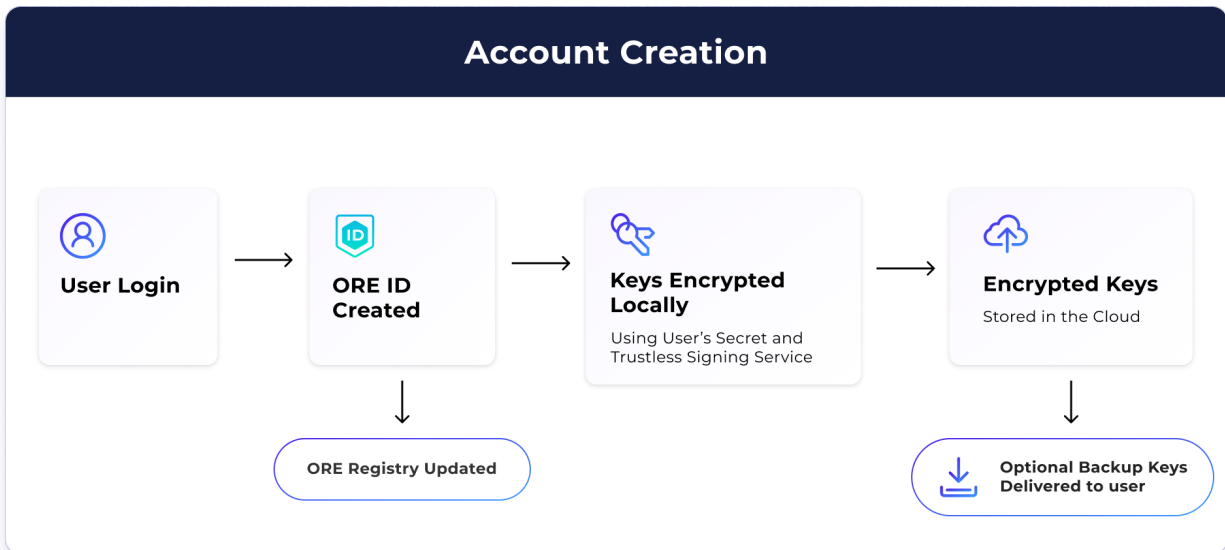 Account Creation
ID
User Login
ORE ID
Created
Keys Encrypted
Locally
Using User’s Secret and
Trustless Signing Service
Encrypted Keys
Stored in the Cloud
ORE Registry Updated
Optional Backup Keys
Delivered to user